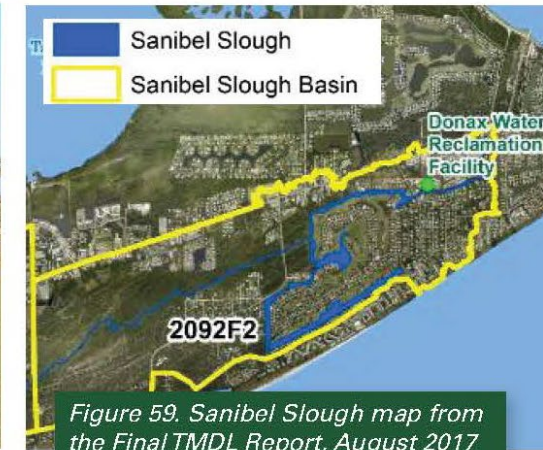 Sanibel Slough
Sanibel Slough Basin
Donax Water
Reclamation
Facility
2092F2
Figure 59. Sanibel Slough map from
the Final TMDL Report, August 2017